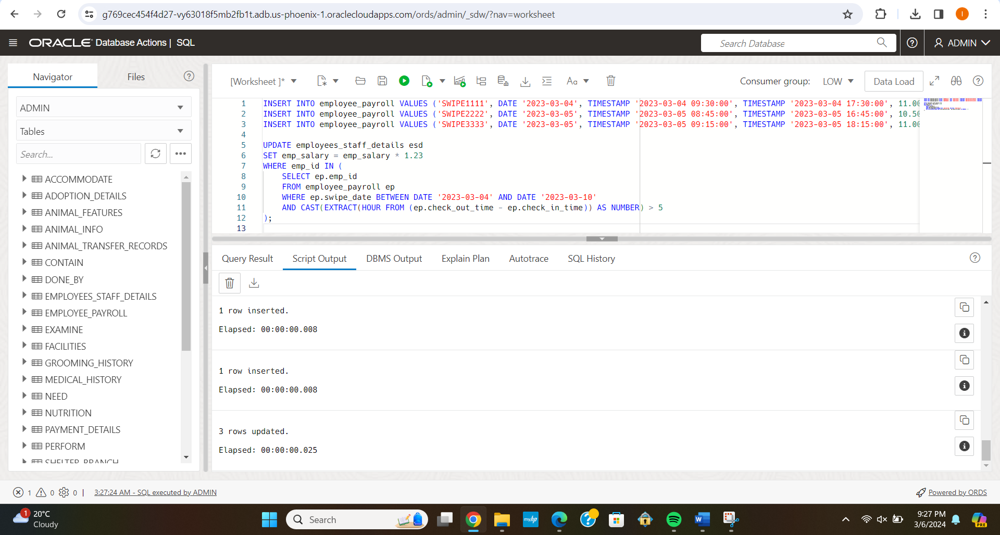 g769cec454f4d27-vy63018f5mb2fb1t.adb.us-phoenix-1.oraclecloudapps.com/ords/admin/_sdw/?nav=worksheet
I
ORACLE Database Actions | SQL
Search Database
ADMIN
Navigator
Files
ADMIN
Tables
Search...
ACCOMMODATE
ADOPTION_DETAILS
ANIMAL_FEATURES
ANIMAL_INFO
ANIMAL_TRANSFER_RECORDS
CONTAIN
DONE_BY
EMPLOYEES_STAFF_DETAILS
EMPLOYEE_PAYROLL
EXAMINE
FACILITIES
GROOMING_HISTORY
MEDICAL_HISTORY
NEED
NUTRITION
PAYMENT_DETAILS
PERFORM
SHELTER_BRANCH
[Worksheet ]*
Aa
Consumer group: LOW
Data Load
1 INSERT INTO employee_payroll VALUES ('SWIPE1111', DATE '2023-03-04', TIMESTAMP '2023-03-04 09:30:00', TIMESTAMP '2023-03-04 17:30:00', 11.00
2 INSERT INTO employee_payroll VALUES ('SWIPE2222', DATE '2023-03-05', TIMESTAMP '2023-03-05 08:45:00', TIMESTAMP '2023-03-05 16:45:00', 10.50
3 INSERT INTO employee_payroll VALUES ('SWIPE3333', DATE '2023-03-05', TIMESTAMP '2023-03-05 09:15:00', TIMESTAMP '2023-03-05 18:15:00', 11.00
4
5 UPDATE employees_staff_details esd
6 SET emp_salary = emp_salary * 1.23
7 WHERE emp_id IN (
8 SELECT ep.emp_id
9 FROM employee_payroll ep
10 WHERE ep.swipe_date BETWEEN DATE '2023-03-04' AND DATE '2023-03-10'
11 AND CAST(EXTRACT(HOUR FROM (ep.check_out_time - ep.check_in_time)) AS NUMBER) > 5
12 );
13
Query Result
Script Output
DBMS Output
Explain Plan
Autotrace
SQL History
1 row inserted.
Elapsed: 00:00:00.008
1 row inserted.
Elapsed: 00:00:00.008
3 rows updated.
Elapsed: 00:00:00.025
1 0 0 | 3:27:24 AM - SQL executed by ADMIN
Powered by ORDS
1
20°C
Cloudy
Search
myhp
W
PRE
9:27 PM
3/6/2024